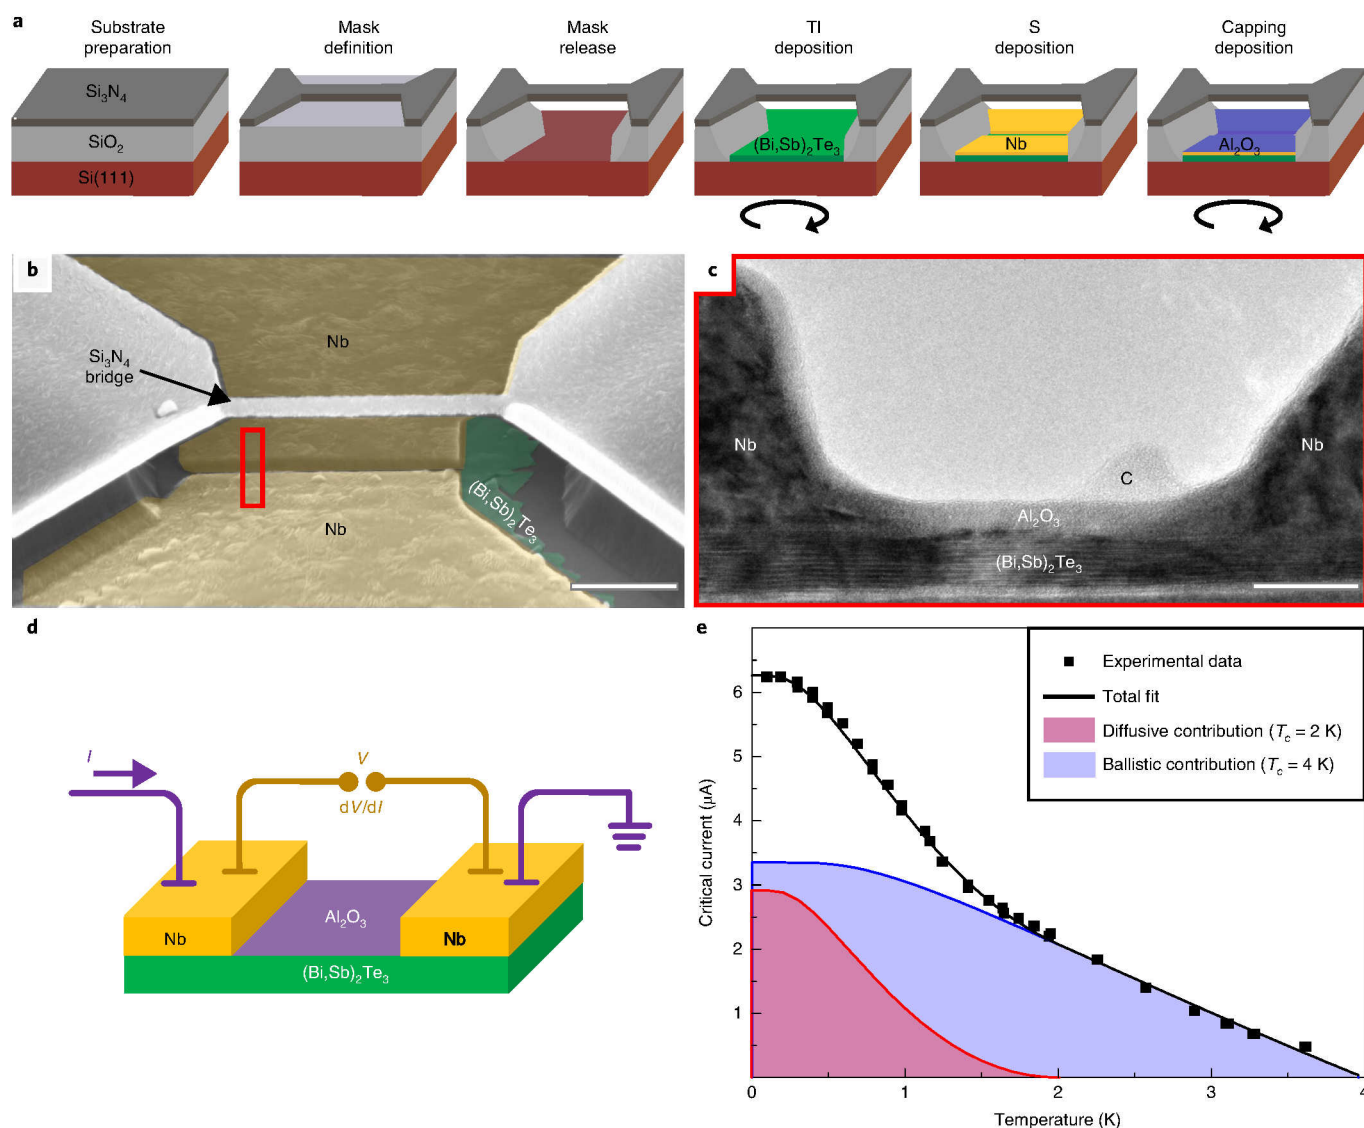 a
Substrate preparation
Mask definition
Mask release
TI deposition
S deposition
Capping deposition
Si₃N₄
SiO₂
Si(111)
(Bi,Sb)₂Te₃
Nb
Al₂O₃
b
Nb
Si₃N₄
bridge
Nb
(Bi,Sb)₂Te₃
c
Nb
Nb
C
Al₂O₃
(Bi,Sb)₂Te₃
d
I
V
dV/dI
Al₂O₃
Nb
Nb
(Bi,Sb)₂Te₃
e
Experimental data
Total fit
Diffusive contribution (T_c = 2 K)
Ballistic contribution (T_c = 4 K)
Critical current (μA)
6
5
4
3
2
1
0
1
2
3
4
Temperature (K)